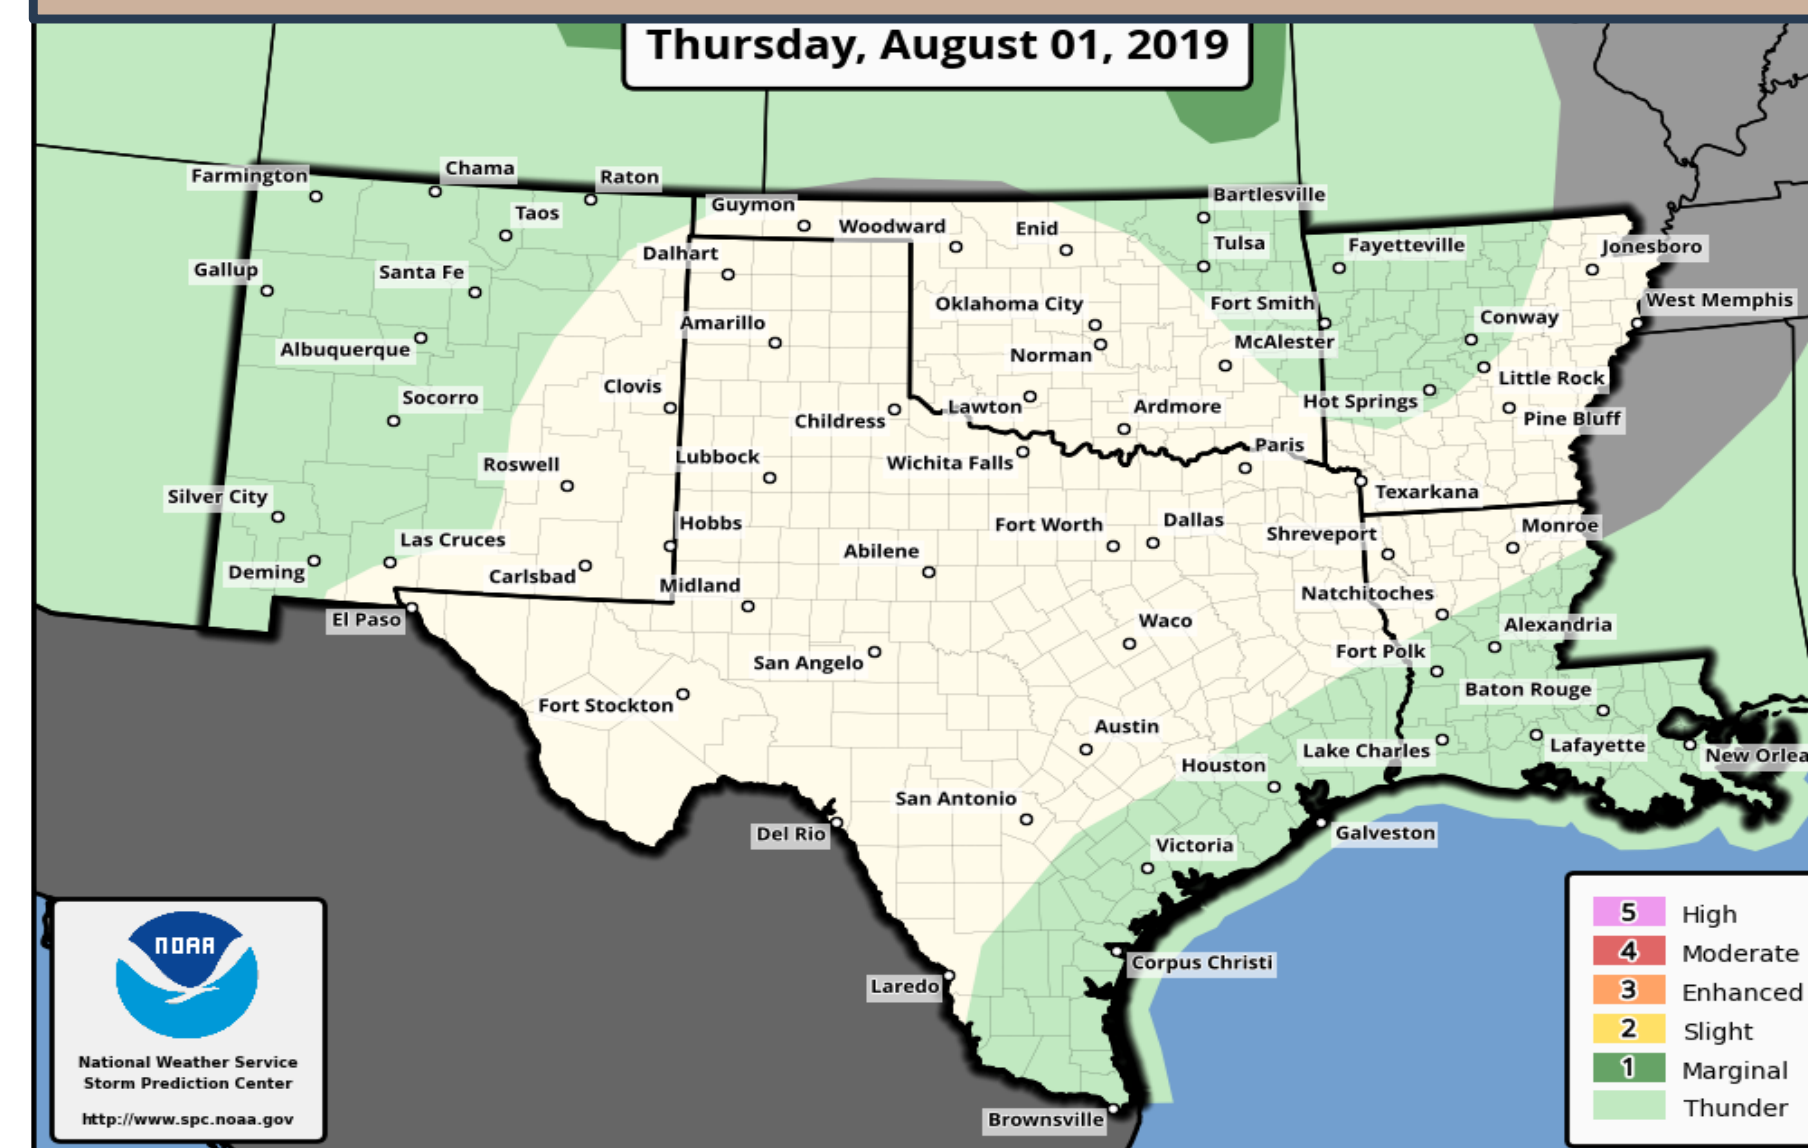 Thursday, August 01, 2019
Chama
Farmington
Raton
Bartlesville
Guymon
Taos
Woodward
Enid
Tulsa
Fayetteville
Jonesboro
Dalhart
Gallup
Santa Fe
Oklahoma City
Fort Smith
West Memphis
Amarillo
Conway
Albuquerque
Norman
McAlester
Little Rock
Clovis
Socorro
Childress
Lawton
Ardmore
Hot Springs
Pine Bluff
Roswell
Lubbock
Wichita Falls
Paris
Silver City
Texarkana
Hobbs
Fort Worth
Dallas
Shreveport
Monroe
Las Cruces
Abilene
Deming
Carlsbad
Midland
Natchitoches
El Paso
Waco
Alexandria
San Angelo
Fort Polk
Fort Stockton
Baton Rouge
Austin
Lake Charles
Lafayette
New Orlea
Houston
San Antonio
Del Rio
Galveston
Victoria
Corpus Christi
Laredo
Brownsville
NOAA
National Weather Service
Storm Prediction Center
http://www.spc.noaa.gov
5 High
4 Moderate
3 Enhanced
2 Slight
1 Marginal
Thunder